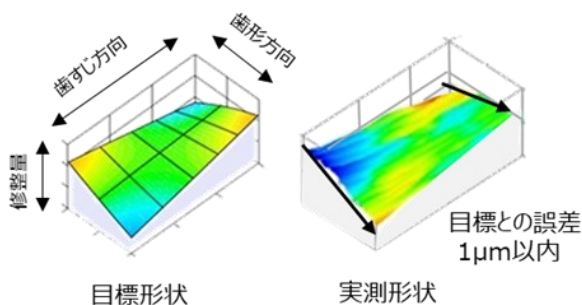 歯すじ方向
歯形方向
修整量
目標との誤差
1μm以内
目標形状
実測形状